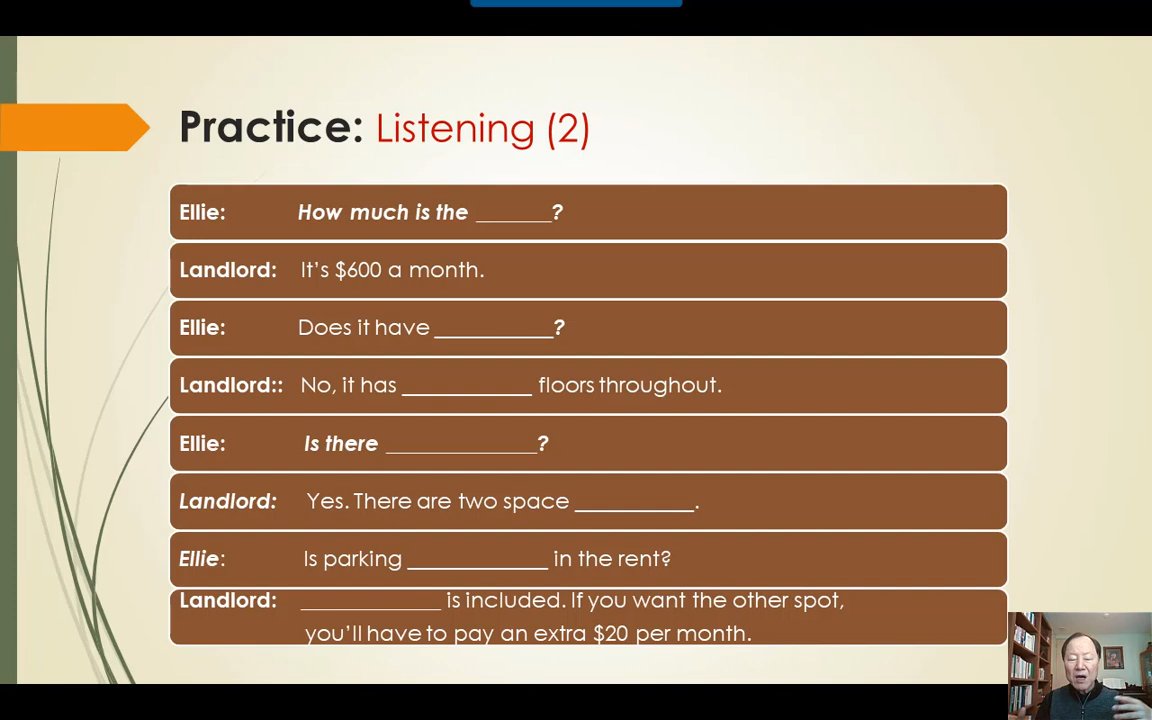 Practice: Listening (2)
Ellie: How much is the _______?
Landlord: It's $600 a month.
Ellie: Does it have ___________?
Landlord:: No, it has ____________ floors throughout.
Ellie: Is there ______________?
Landlord: Yes. There are two space ___________.
Ellie: Is parking _____________ in the rent?
Landlord: _____________ is included. If you want the other spot,
you'll have to pay an extra $20 per month.